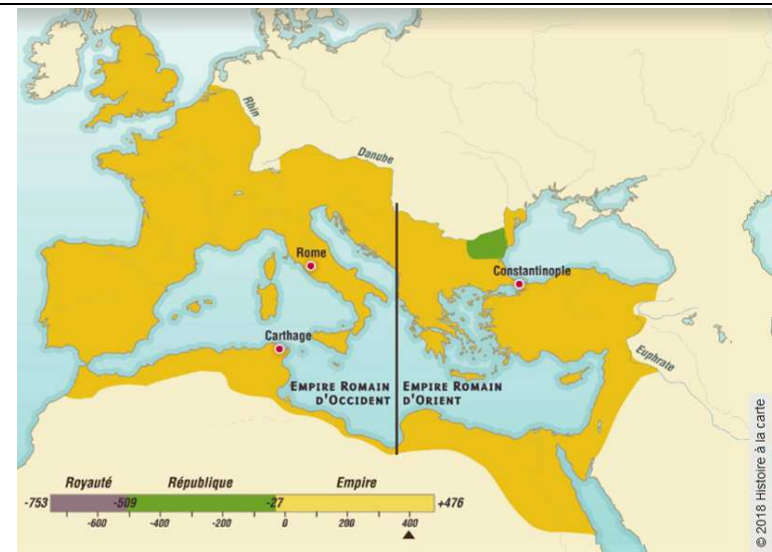 Rhin
Danube
Rome
Constantinople
Carthage
Euphrate
EMPIRE ROMAIN
D'OCCIDENT
EMPIRE ROMAIN
D'ORIENT
Royauté République Empire
-753 -509 -27 +476
-600 -400 -200 0 200 400
© 2018 Histoire à la carte